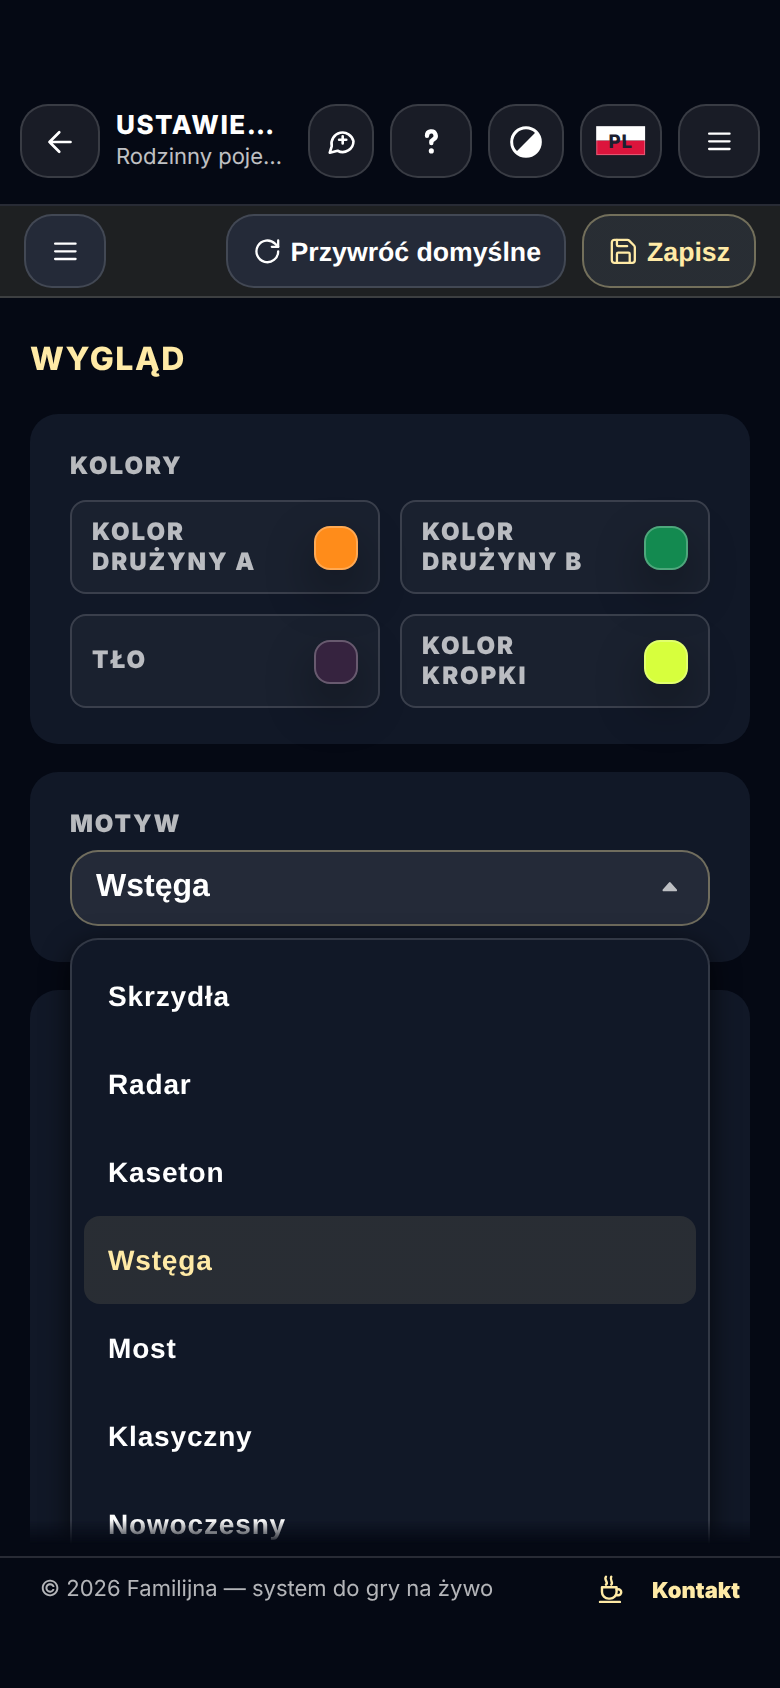 USTAWIE...
Rodzinny poje...
?
PL
Przywróć domyślne
Zapisz
WYGLĄD
KOLORY
KOLOR
DRUŻYNY A
KOLOR
DRUŻYNY B
TŁO
KOLOR
KROPKI
MOTYW
Wstęga
Skrzydła
Radar
Kaseton
Wstęga
Most
Klasyczny
Nowoczesny
© 2026 Familijna — system do gry na żywo
Kontakt